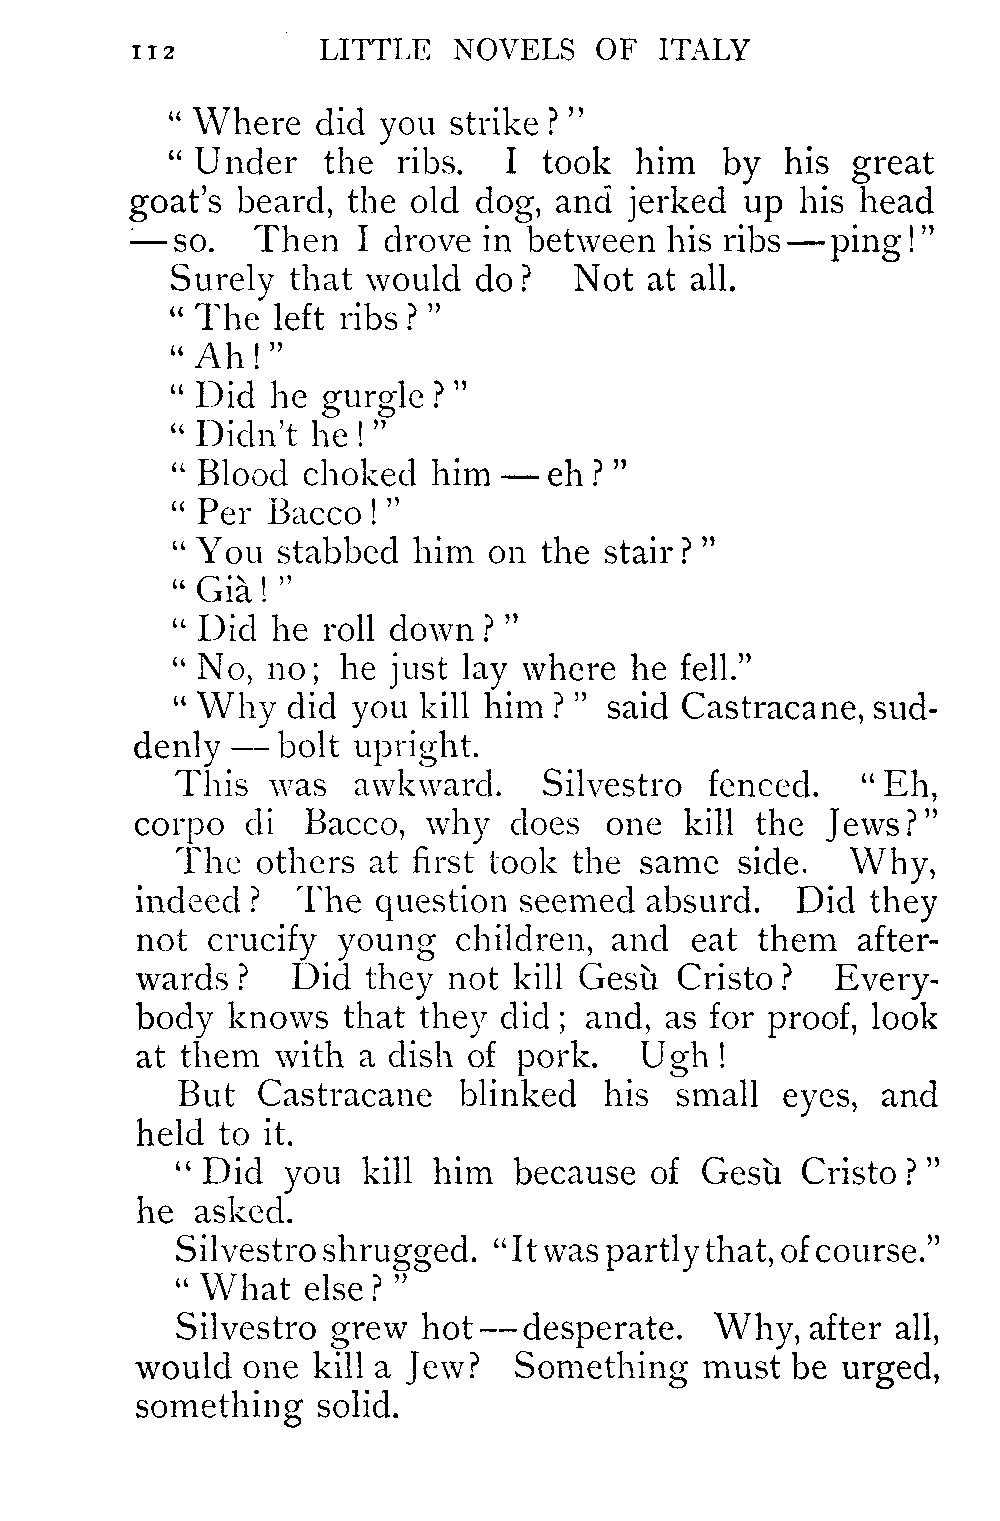 112 LITTLE NOVELS OF ITALY
" Where did you strike ? "
" Under the ribs. I took him by his great
goat's beard, the old dog, and jerked up his head
—so. Then I drove in between his ribs—ping ! "
Surely that would do ? Not at all.
" The left ribs ? "
" Ah ! "
" Did he gurgle ? "
" Didn't he ! "
" Blood choked him — eh ? "
" Per Bacco ! "
" You stabbed him on the stair ? "
" Già ! "
" Did he roll down ? "
" No, no ; he just lay where he fell."
" Why did you kill him ? " said Castracane, sud-
denly — bolt upright.
This was awkward. Silvestro fenced. " Eh,
corpo di Bacco, why does one kill the Jews ? "
The others at first took the same side. Why,
indeed ? The question seemed absurd. Did they
not crucify young children, and eat them after-
wards ? Did they not kill Gesù Cristo ? Every-
body knows that they did ; and, as for proof, look
at them with a dish of pork. Ugh !
But Castracane blinked his small eyes, and
held to it.
" Did you kill him because of Gesù Cristo ? "
he asked.
Silvestro shrugged. " It was partly that, of course."
" What else ? "
Silvestro grew hot—desperate. Why, after all,
would one kill a Jew? Something must be urged,
something solid.